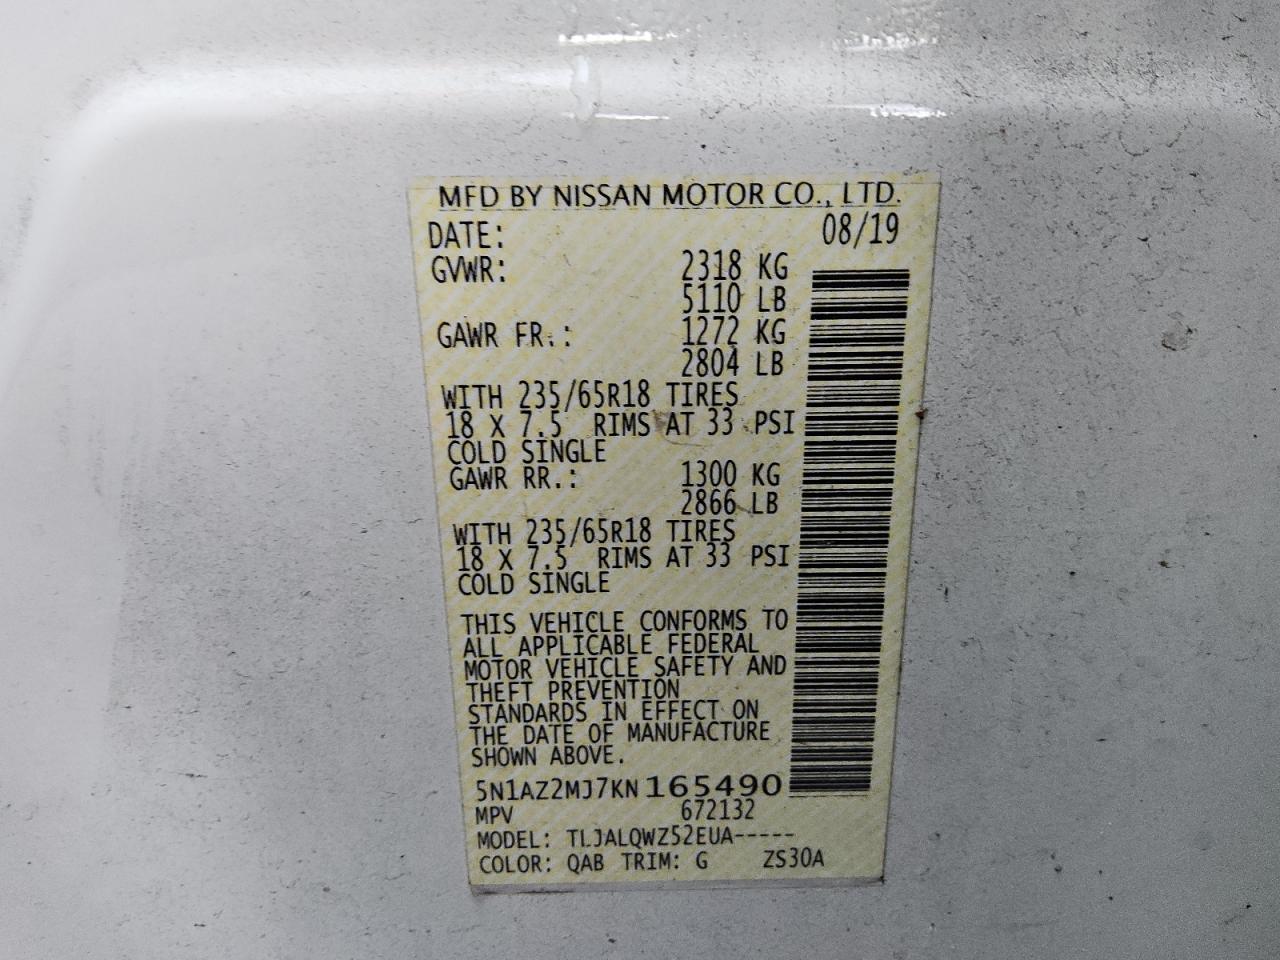 MFD BY NISSAN MOTOR CO., LTD.
DATE: 08/19
GVWR: 2318 KG
5110 LB
GAWR FR.: 1272 KG
2804 LB
WITH 235/65R18 TIRES
18 X 7.5 RIMS AT 33 PSI
COLD SINGLE
GAWR RR.: 1300 KG
2866 LB
WITH 235/65R18 TIRES
18 X 7.5 RIMS AT 33 PSI
COLD SINGLE
THIS VEHICLE CONFORMS TO
ALL APPLICABLE FEDERAL
MOTOR VEHICLE SAFETY AND
THEFT PREVENTION
STANDARDS IN EFFECT ON
THE DATE OF MANUFACTURE
SHOWN ABOVE.
5N1AZ2MJ7KN165490
MPV 672132
MODEL: TLJALQWZ52EUA-----
COLOR: QAB TRIM: G ZS30A